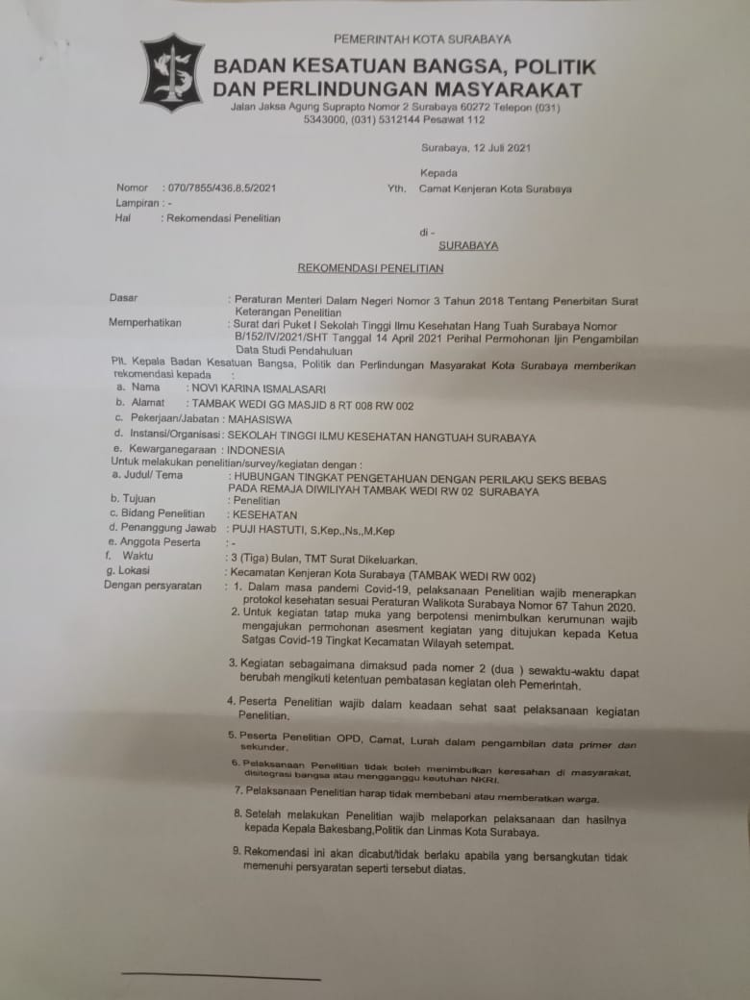 PEMERINTAH KOTA SURABAYA
BADAN KESATUAN BANGSA, POLITIK
DAN PERLINDUNGAN MASYARAKAT
Jalan Jaksa Agung Suprapto Nomor 2 Surabaya 60272 Telepon (031)
5343000, (031) 5312144 Pesawat 112
Surabaya, 12 Juli 2021
Kepada
Nomor : 070/7855/436.8.5/2021 Yth. Camat Kenjeran Kota Surabaya
Lampiran : -
Hal : Rekomendasi Penelitian
di -
SURABAYA
REKOMENDASI PENELITIAN
Dasar : Peraturan Menteri Dalam Negeri Nomor 3 Tahun 2018 Tentang Penerbitan Surat
Keterangan Penelitian
Memperhatikan : Surat dari Puket I Sekolah Tinggi Ilmu Kesehatan Hang Tuah Surabaya Nomor
B/152/IV/2021/SHT Tanggal 14 April 2021 Perihal Permohonan Ijin Pengambilan
Data Studi Pendahuluan
Plt. Kepala Badan Kesatuan Bangsa, Politik dan Perlindungan Masyarakat Kota Surabaya memberikan
rekomendasi kepada :
a. Nama : NOVI KARINA ISMALASARI
b. Alamat : TAMBAK WEDI GG MASJID 8 RT 008 RW 002
c. Pekerjaan/Jabatan : MAHASISWA
d. Instansi/Organisasi : SEKOLAH TINGGI ILMU KESEHATAN HANGTUAH SURABAYA
e. Kewarganegaraan : INDONESIA
Untuk melakukan penelitian/survey/kegiatan dengan :
a. Judul/ Tema : HUBUNGAN TINGKAT PENGETAHUAN DENGAN PERILAKU SEKS BEBAS
PADA REMAJA DIWILIYAH TAMBAK WEDI RW 02 SURABAYA
b. Tujuan : Penelitian
c. Bidang Penelitian : KESEHATAN
d. Penanggung Jawab : PUJI HASTUTI, S.Kep.,Ns.,M.Kep
e. Anggota Peserta : -
f. Waktu : 3 (Tiga) Bulan, TMT Surat Dikeluarkan.
g. Lokasi : Kecamatan Kenjeran Kota Surabaya (TAMBAK WEDI RW 002)
Dengan persyaratan : 1. Dalam masa pandemi Covid-19, pelaksanaan Penelitian wajib menerapkan
protokol kesehatan sesuai Peraturan Walikota Surabaya Nomor 67 Tahun 2020.
2. Untuk kegiatan tatap muka yang berpotensi menimbulkan kerumunan wajib
mengajukan permohonan asesment kegiatan yang ditujukan kepada Ketua
Satgas Covid-19 Tingkat Kecamatan Wilayah setempat.
3. Kegiatan sebagaimana dimaksud pada nomer 2 (dua ) sewaktu-waktu dapat
berubah mengikuti ketentuan pembatasan kegiatan oleh Pemerintah.
4. Peserta Penelitian wajib dalam keadaan sehat saat pelaksanaan kegiatan
Penelitian.
5. Peserta Penelitian OPD, Camat, Lurah dalam pengambilan data primer dan
sekunder.
6. Pelaksanaan Penelitian tidak boleh menimbulkan keresahan di masyarakat,
disitegrasi bangsa atau mengganggu keutuhan NKRI.
7. Pelaksanaan Penelitian harap tidak membebani atau memberatkan warga.
8. Setelah melakukan Penelitian wajib melaporkan pelaksanaan dan hasilnya
kepada Kepala Bakesbang,Politik dan Linmas Kota Surabaya.
9. Rekomendasi ini akan dicabut/tidak berlaku apabila yang bersangkutan tidak
memenuhi persyaratan seperti tersebut diatas.